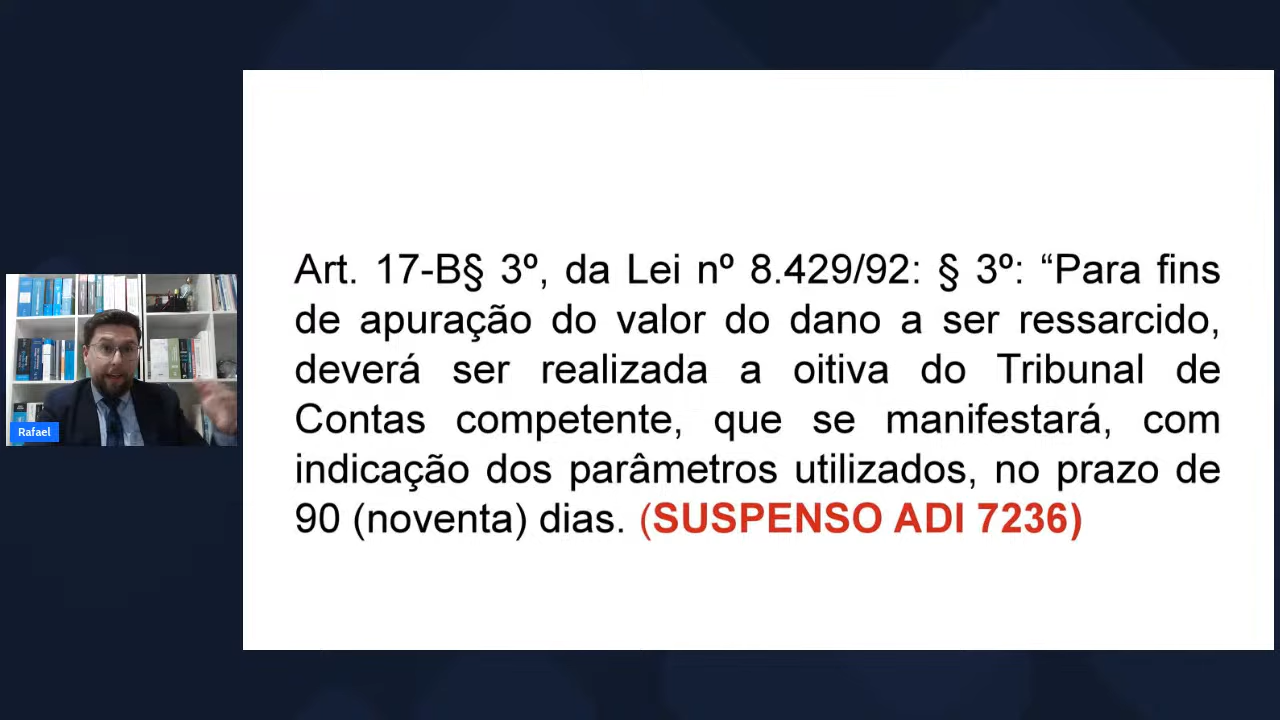 Art. 17-B§ 3º, da Lei nº 8.429/92: § 3º: “Para fins
de apuração do valor do dano a ser ressarcido,
deverá ser realizada a oitiva do Tribunal de
Contas competente, que se manifestará, com
indicação dos parâmetros utilizados, no prazo de
90 (noventa) dias. (SUSPENSO ADI 7236)
Rafael